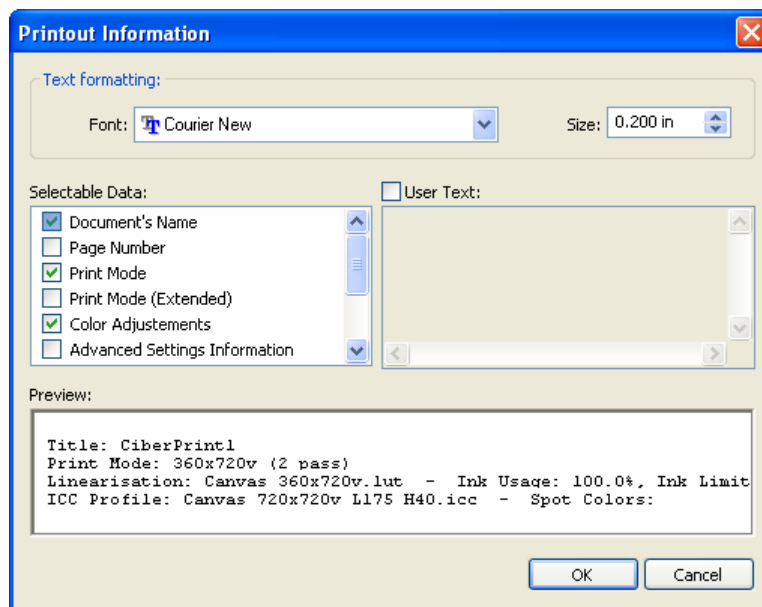 Printout Information
Text formatting:
Font: Courier New
Size: 0.200 in
Selectable Data:
User Text:
Document's Name
Page Number
Print Mode
Print Mode (Extended)
Color Adjustements
Advanced Settings Information
Preview:
Title: CiberPrint1
Print Mode: 360x720v (2 pass)
Linearisation: Canvas 360x720v.lut - Ink Usage: 100.0%, Ink Limit
ICC Profile: Canvas 720x720v L175 H40.icc - Spot Colors:
OK
Cancel